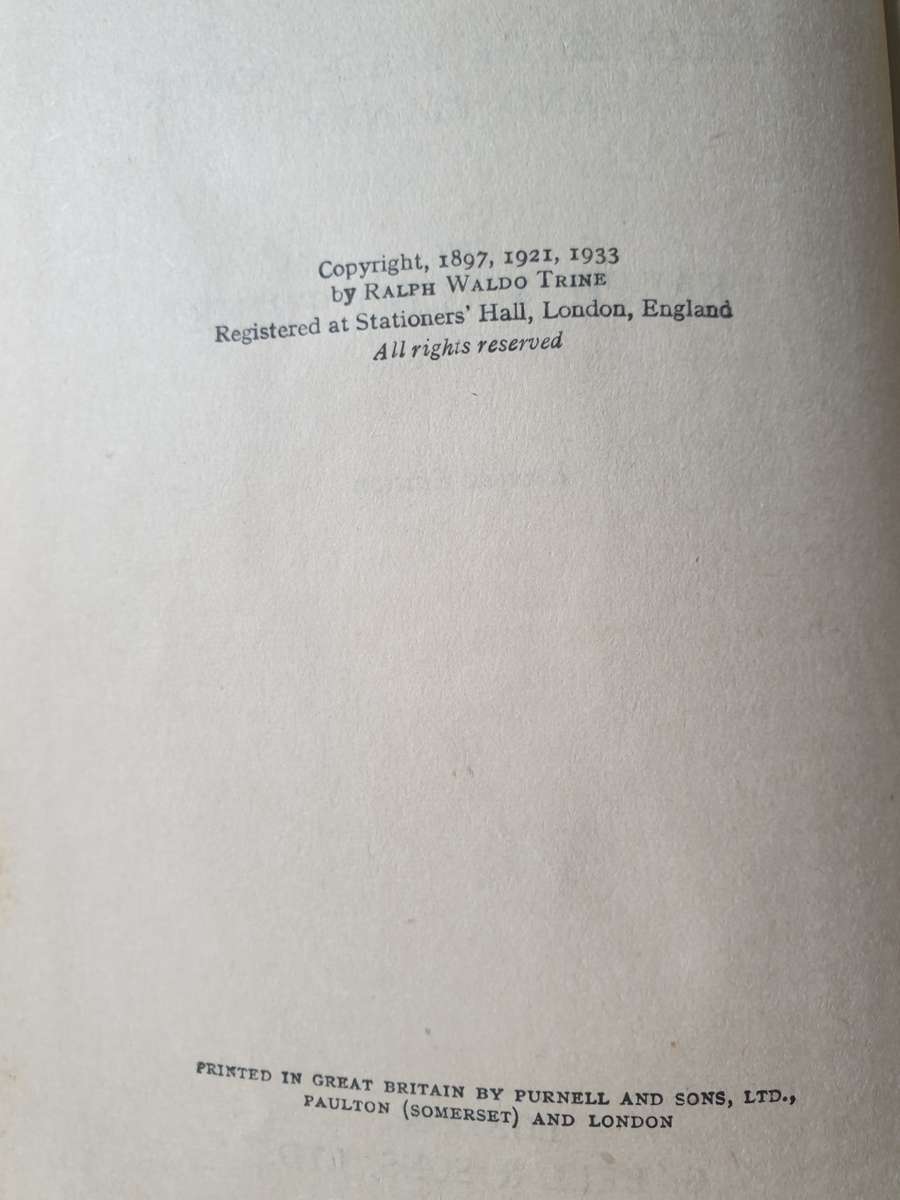 Copyright, 1897, 1921, 1933
by RALPH WALDO TRINE
Registered at Stationers' Hall, London, England
All rights reserved
PRINTED IN GREAT BRITAIN BY PURNELL AND SONS, LTD.,
PAULTON (SOMERSET) AND LONDON